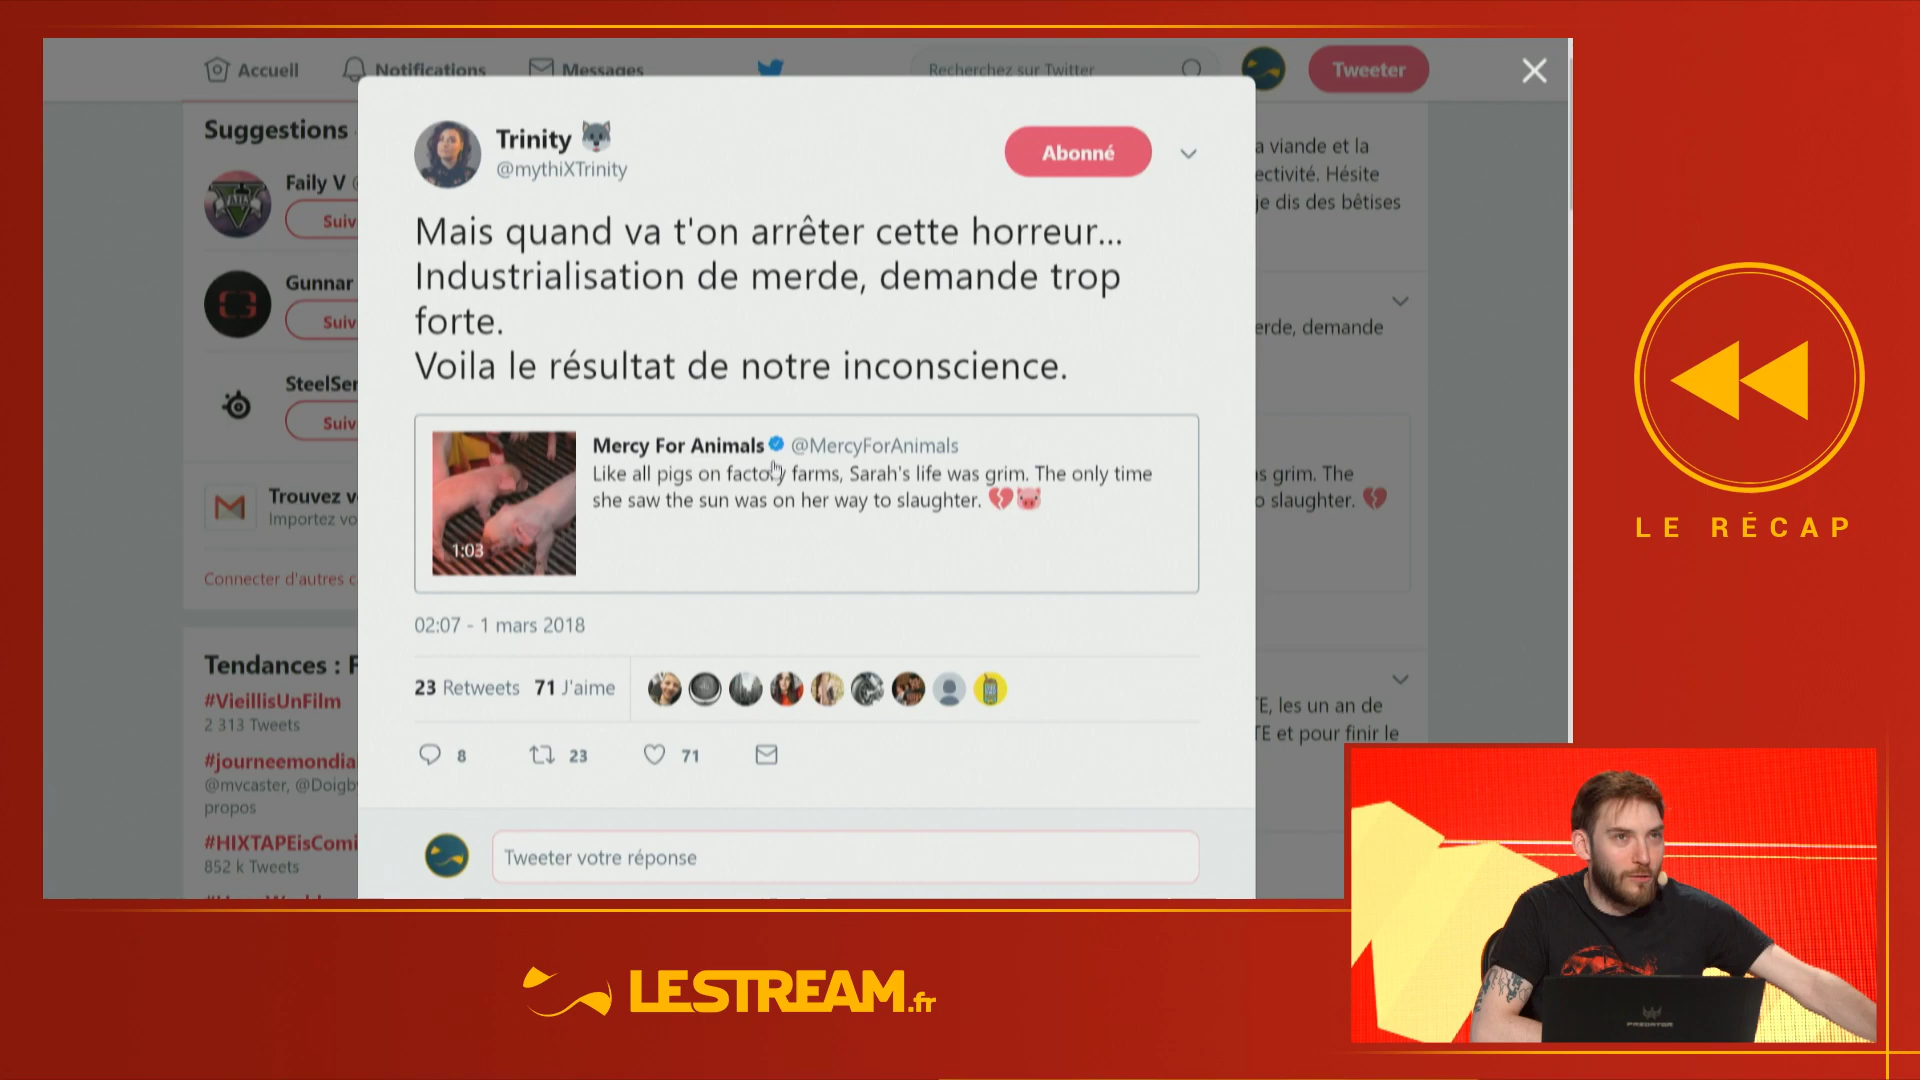 Accueil
Notifications
Messages
Recherchez sur Twitter
Tweeter
Suggestions
Faily V
Suiv
Gunnar
Suiv
SteelSer
Suiv
Trouvez v
Importez vo
Connecter d'autres c
Tendances : F
#VieillisUnFilm
2 313 Tweets
#journeemondia
@mvcaster, @Doigb
propos
#HIXTAPEisComi
852 k Tweets
Trinity
@mythiXTrinity
Abonné
Mais quand va t'on arrêter cette horreur...
Industrialisation de merde, demande trop
forte.
Voila le résultat de notre inconscience.
1:03
Mercy For Animals @MercyForAnimals
Like all pigs on factory farms, Sarah's life was grim. The only time
she saw the sun was on her way to slaughter. 💔🐷
02:07 - 1 mars 2018
23 Retweets 71 J'aime
8 23 71
Tweeter votre réponse
a viande et la
ectivité. Hésite
je dis des bêtises
erde, demande
s grim. The
o slaughter. 💔
E, les un an de
TE et pour finir le
LE RÉCAP
LESTREAM.fr
PREDATOR